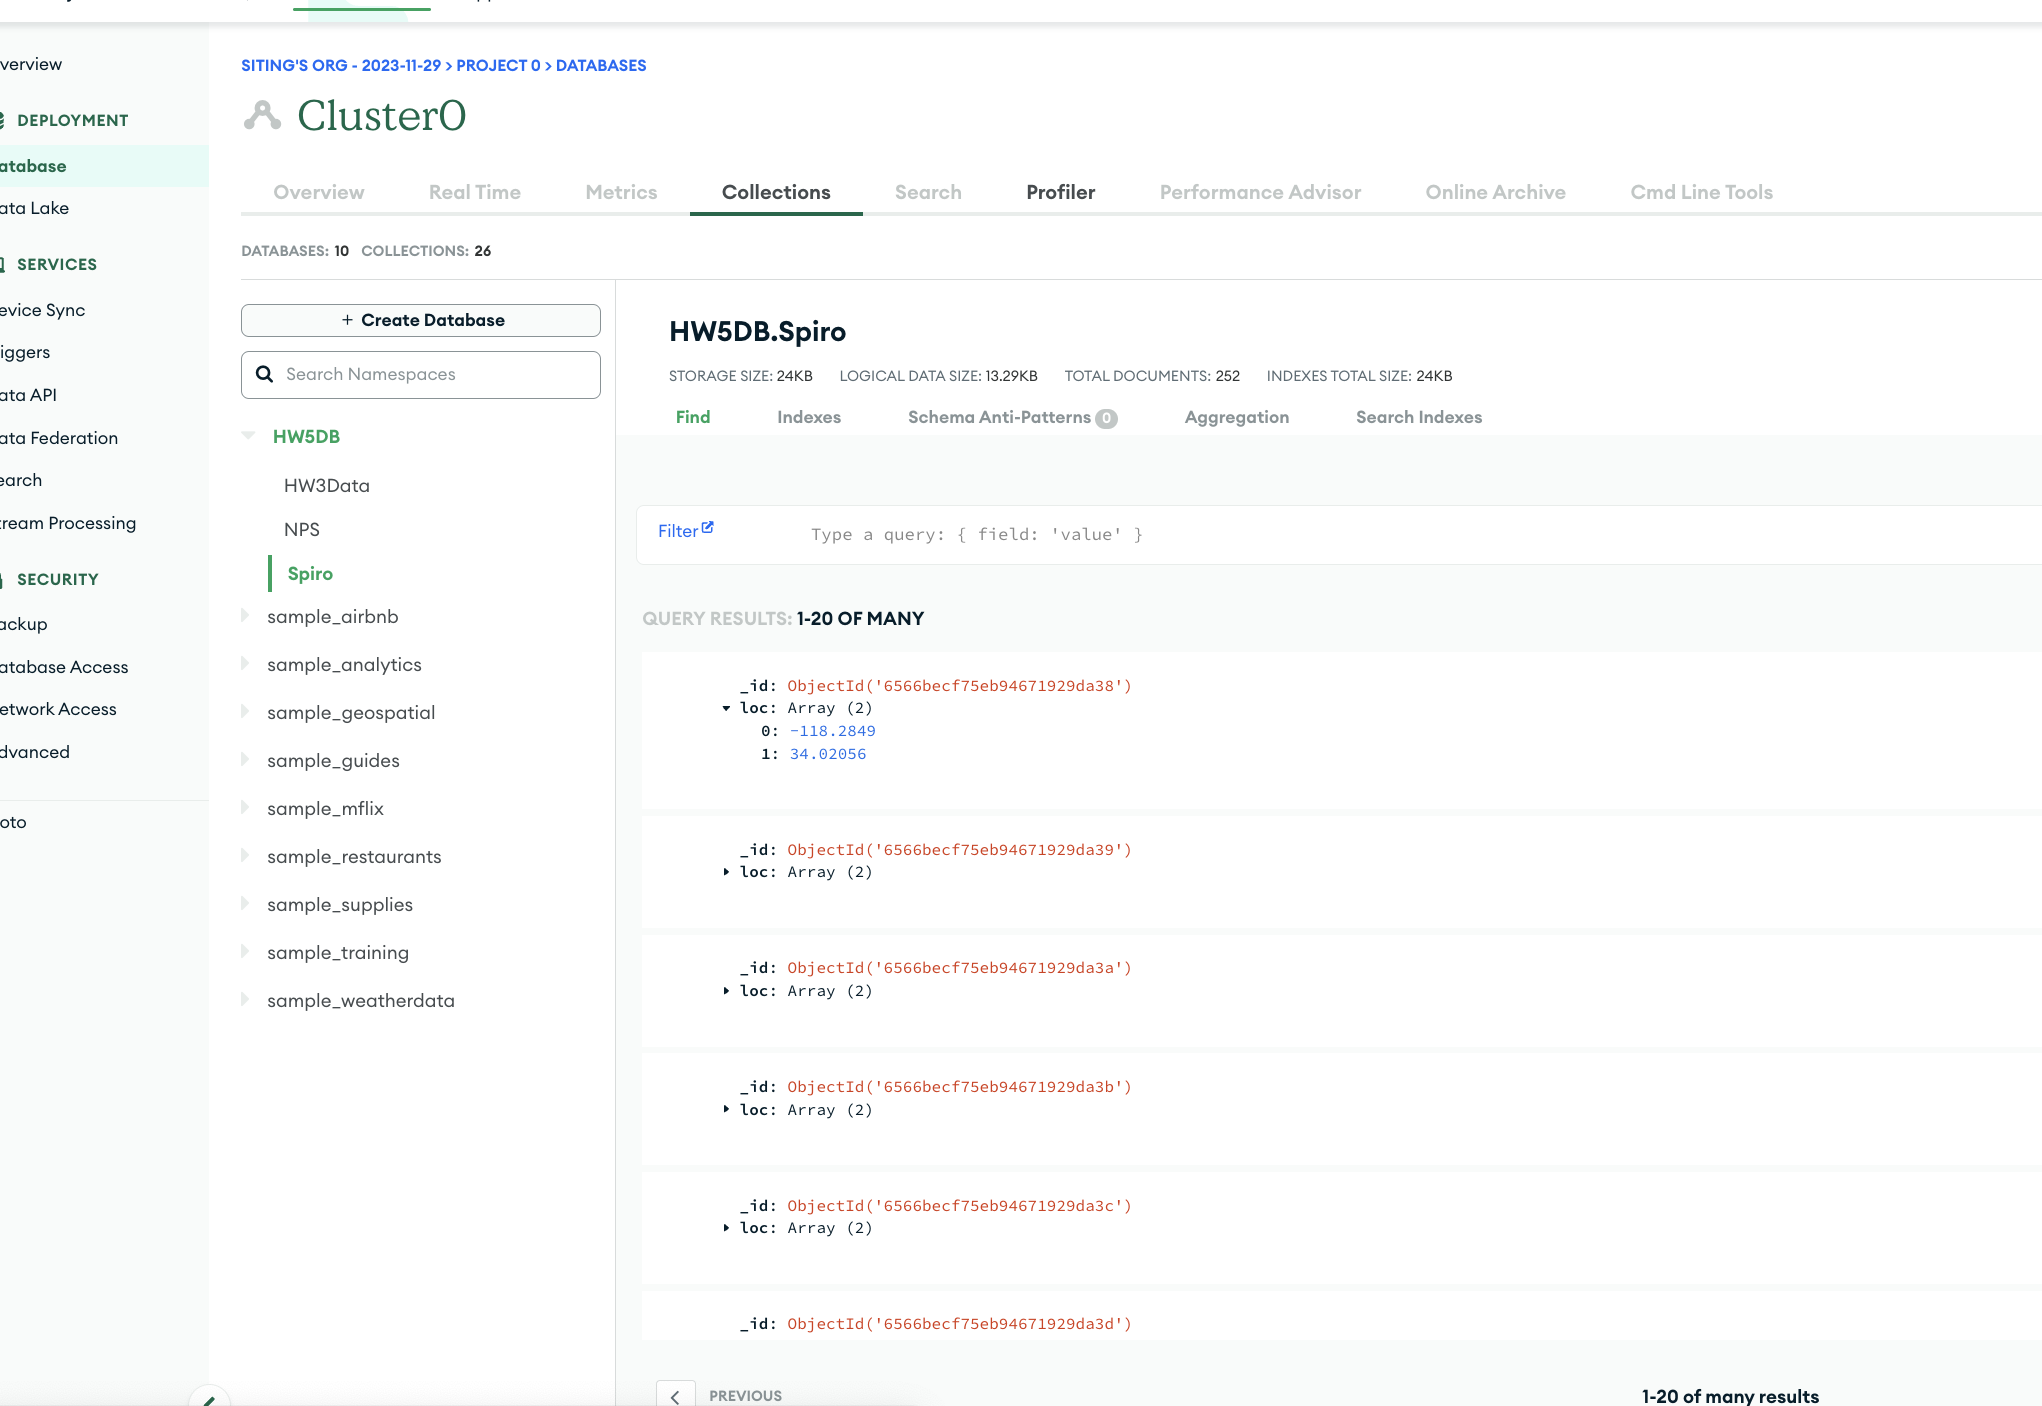 verview
DEPLOYMENT
atabase
ata Lake
SERVICES
evice Sync
iggers
ata API
ata Federation
earch
tream Processing
SECURITY
ackup
atabase Access
etwork Access
dvanced
oto
SITING'S ORG - 2023-11-29 > PROJECT 0 > DATABASES
Cluster0
Overview Real Time Metrics Collections Search Profiler Performance Advisor Online Archive Cmd Line Tools
DATABASES: 10 COLLECTIONS: 26
+ Create Database
Search Namespaces
HW5DB
HW3Data
NPS
Spiro
sample_airbnb
sample_analytics
sample_geospatial
sample_guides
sample_mflix
sample_restaurants
sample_supplies
sample_training
sample_weatherdata
HW5DB.Spiro
STORAGE SIZE: 24KB LOGICAL DATA SIZE: 13.29KB TOTAL DOCUMENTS: 252 INDEXES TOTAL SIZE: 24KB
Find Indexes Schema Anti-Patterns 0 Aggregation Search Indexes
Filter Type a query: { field: 'value' }
QUERY RESULTS: 1-20 OF MANY
_id: ObjectId('6566becf75eb94671929da38')
loc: Array (2)
0: -118.2849
1: 34.02056
_id: ObjectId('6566becf75eb94671929da39')
loc: Array (2)
_id: ObjectId('6566becf75eb94671929da3a')
loc: Array (2)
_id: ObjectId('6566becf75eb94671929da3b')
loc: Array (2)
_id: ObjectId('6566becf75eb94671929da3c')
loc: Array (2)
_id: ObjectId('6566becf75eb94671929da3d')
PREVIOUS
1-20 of many results